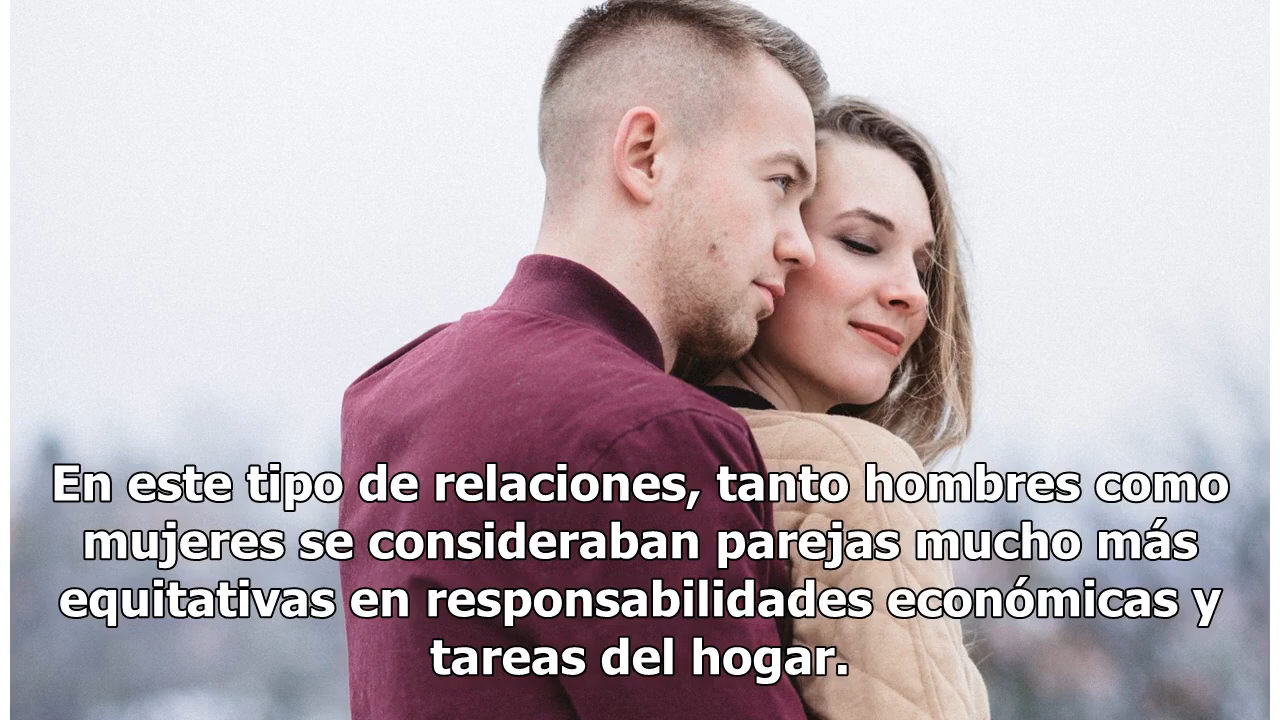 En este tipo de relaciones, tanto hombres como
mujeres se consideraban parejas mucho más
equitativas en responsabilidades económicas y
tareas del hogar.